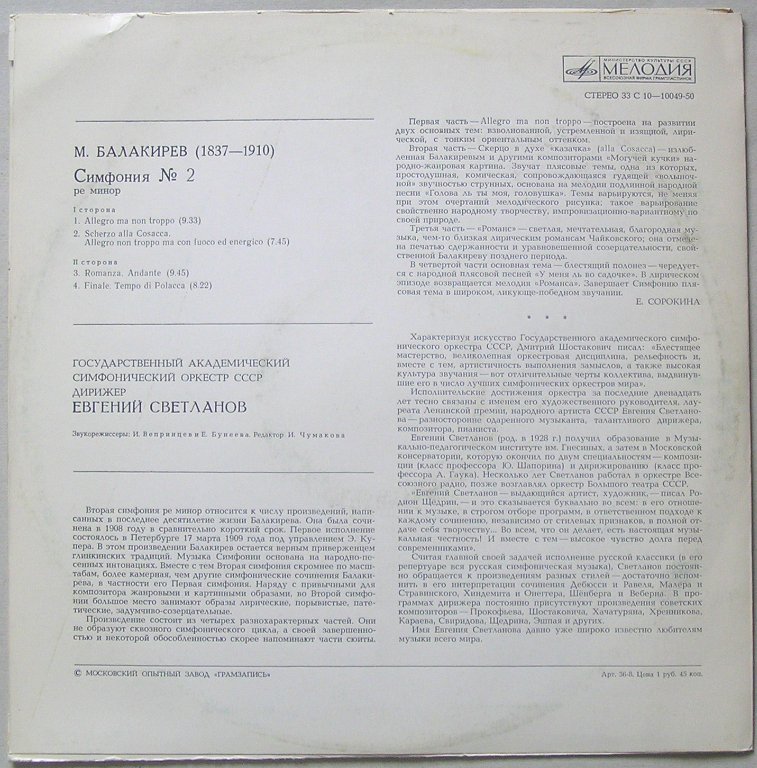 МИНИСТЕРСТВО КУЛЬТУРЫ СССР
МЕЛОДИЯ
ВСЕСОЮЗНАЯ ФИРМА ГРАМПЛАСТИНОК
СТЕРЕО 33 С 10—10049-50
М. БАЛАКИРЕВ (1837—1910)
Симфония № 2
ре минор
I сторона
1. Allegro ma non troppo (9.33)
2. Scherzo alla Cosacca.
Allegro non troppo ma con fuoco ed energico (7.45)
II сторона
3. Romanza. Andante (9.45)
4. Finale. Tempo di Polacca (8.22)
ГОСУДАРСТВЕННЫЙ АКАДЕМИЧЕСКИЙ
СИМФОНИЧЕСКИЙ ОРКЕСТР СССР
ДИРИЖЕР
ЕВГЕНИЙ СВЕТЛАНОВ
Звукорежиссеры: И. Вепринцев и Е. Бунеева. Редактор И. Чумакова
Вторая симфония ре минор относится к числу произведений, напи-
санных в последнее десятилетие жизни Балакирева. Она была сочи-
нена в 1908 году в сравнительно короткий срок. Первое исполнение
состоялось в Петербурге 17 марта 1909 года под управлением Э. Ку-
пера. В этом произведении Балакирев остается верным приверженцем
глинкинских традиций. Музыка Симфонии основана на народно-пе-
сенных интонациях. Вместе с тем Вторая симфония скромнее по масш-
табам, более камерная, чем другие симфонические сочинения Балаки-
рева, в частности его Первая симфония. Наряду с привычными для
композитора жанровыми и картинными образами, во Второй симфо-
нии большое место занимают образы лирические, порывистые, пате-
тические, задумчиво-созерцательные.
Произведение состоит из четырех разнохарактерных частей. Они
не образуют сквозного симфонического цикла, а своей завершенно-
стью и некоторой обособленностью скорее напоминают части сюиты.
Первая часть — Allegro ma non troppo — построена на развитии
двух основных тем: взволнованной, устремленной и изящной, лири-
ческой, с тонким ориентальным оттенком.
Вторая часть — Скерцо в духе «казачка» (alla Cosacca) — излюб-
ленная Балакиревым и другими композиторами «Могучей кучки» на-
родно-жанровая картина. Звучат плясовые темы, одна из которых,
простодушная, комическая, сопровождающаяся гудящей «волыноч-
ной» звучностью струнных, основана на мелодии подлинной народной
песни «Голова ль ты моя, головушка». Темы варьируются, не меняя
при этом очертаний мелодического рисунка; такое варьирование
свойственно народному творчеству, импровизационно-вариантному по
своей природе.
Третья часть — «Романс» — светлая, мечтательная, благородная му-
зыка, чем-то близкая лирическим романсам Чайковского; она отмече-
на печатью сдержанности и уравновешенной созерцательности, свой-
ственной Балакиреву позднего периода.
В четвертой части основная тема — блестящий полонез — чередует-
ся с народной плясовой песней «У меня ль во садочке». В лирическом
эпизоде возвращается мелодия «Романса». Завершает Симфонию пля-
совая тема в широком, ликующе-победном звучании.
Е. СОРОКИНА
* * *
Характеризуя искусство Государственного академического симфо-
нического оркестра СССР, Дмитрий Шостакович писал: «Блестящее
мастерство, великолепная оркестровая дисциплина, рельефность и,
вместе с тем, артистичность выполнения замыслов, а также высокая
культура звучания — вот отличительные черты коллектива, выдвинув-
шие его в число лучших симфонических оркестров мира».
Исполнительские достижения оркестра за последние двенадцать
лет тесно связаны с именем его художественного руководителя, лау-
реата Ленинской премии, народного артиста СССР Евгения Светлано-
ва — разносторонне одаренного музыканта, талантливого дирижера,
композитора, пианиста.
Евгений Светланов (род. в 1928 г.) получил образование в Музы-
кально-педагогическом институте им. Гнесиных, а затем в Московской
консерватории, которую окончил по двум специальностям — компози-
ции (класс профессора Ю. Шапорина) и дирижированию (класс про-
фессора А. Гаука). Несколько лет Светланов работал в оркестре Все-
союзного радио, позже возглавлял оркестр Большого театра СССР.
«Евгений Светланов — выдающийся артист, художник, — писал Ро-
дион Щедрин, — и это сказывается буквально во всем: в его отноше-
нии к музыке, в строгом отборе программ, в ответственном подходе к
каждому сочинению, независимо от стилевых признаков, в полной от-
даче себя творчеству... Во всем, что он делает, есть настоящая музы-
кальная честность! И вместе с тем — высокое чувство долга перед
современниками».
Считая главной своей задачей исполнение русской классики (в его
репертуаре вся русская симфоническая музыка), Светланов постоян-
но обращается к произведениям разных стилей — достаточно вспом-
нить в его интерпретации сочинения Дебюсси и Равеля, Малера и
Стравинского, Хиндемита и Онеггера, Шёнберга и Веберна. В про-
граммах дирижера постоянно присутствуют произведения советских
композиторов — Прокофьева, Шостаковича, Хачатуряна, Хренникова,
Караева, Свиридова, Щедрина, Эшпая и других.
Имя Евгения Светланова давно уже широко известно любителям
музыки всего мира.
© МОСКОВСКИЙ ОПЫТНЫЙ ЗАВОД «ГРАМЗАПИСЬ»
Арт. 36-8. Цена 1 руб. 45 коп.